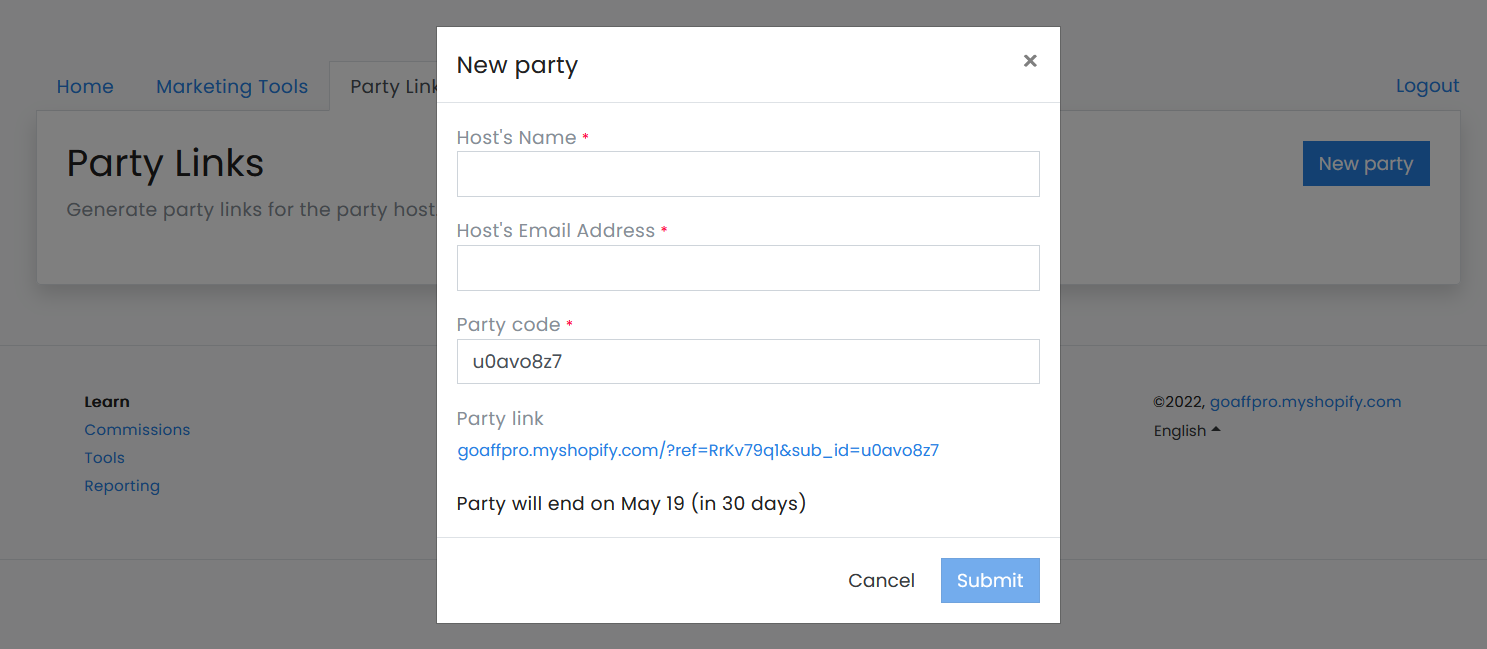 New party
×
Home
Marketing Tools
Party Link
Logout
Host's Name *
Party Links
New party
Generate party links for the party host.
Host's Email Address *
Party code *
u0avo8z7
Learn
Commissions
Tools
Reporting
Party link
goaffpro.myshopify.com/?ref=RrKv79q1&sub_id=u0avo8z7
©2022, goaffpro.myshopify.com
English
Party will end on May 19 (in 30 days)
Cancel
Submit